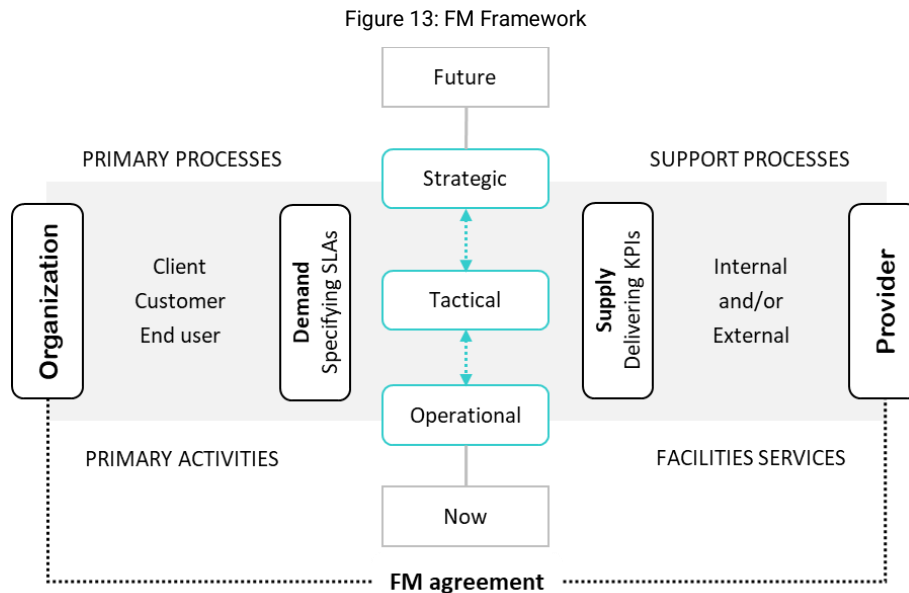 Figure 13: FM Framework
Future
PRIMARY PROCESSES
SUPPORT PROCESSES
Strategic
Organization
Client
Customer
End user
Demand
Specifying SLAs
Tactical
Supply
Delivering KPIs
Internal
and/or
External
Provider
Operational
PRIMARY ACTIVITIES
FACILITIES SERVICES
Now
FM agreement